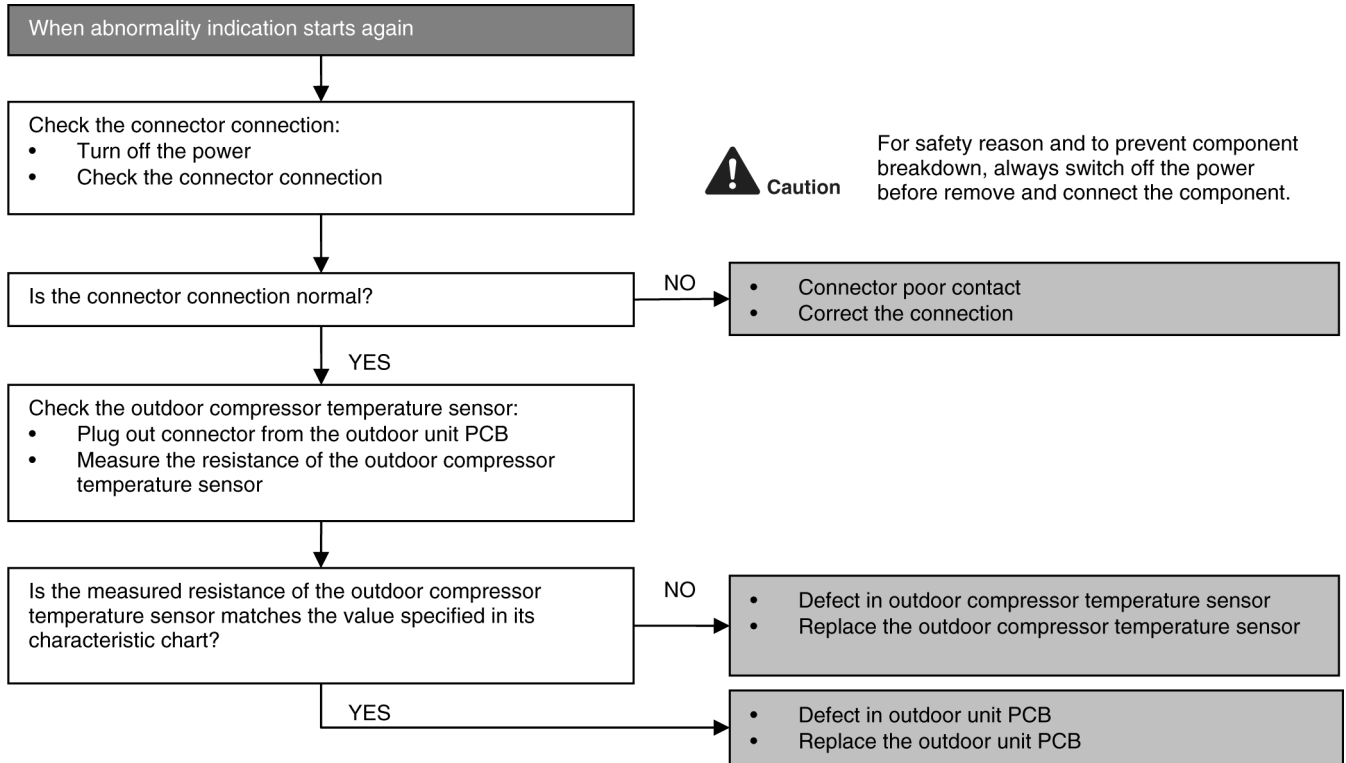 When abnormality indication starts again
Check the connector connection:
• Turn off the power
• Check the connector connection
Caution
For safety reason and to prevent component
breakdown, always switch off the power
before remove and connect the component.
Is the connector connection normal?
NO
• Connector poor contact
• Correct the connection
YES
Check the outdoor compressor temperature sensor:
• Plug out connector from the outdoor unit PCB
• Measure the resistance of the outdoor compressor
temperature sensor
Is the measured resistance of the outdoor compressor
temperature sensor matches the value specified in its
characteristic chart?
NO
• Defect in outdoor compressor temperature sensor
• Replace the outdoor compressor temperature sensor
YES
• Defect in outdoor unit PCB
• Replace the outdoor unit PCB